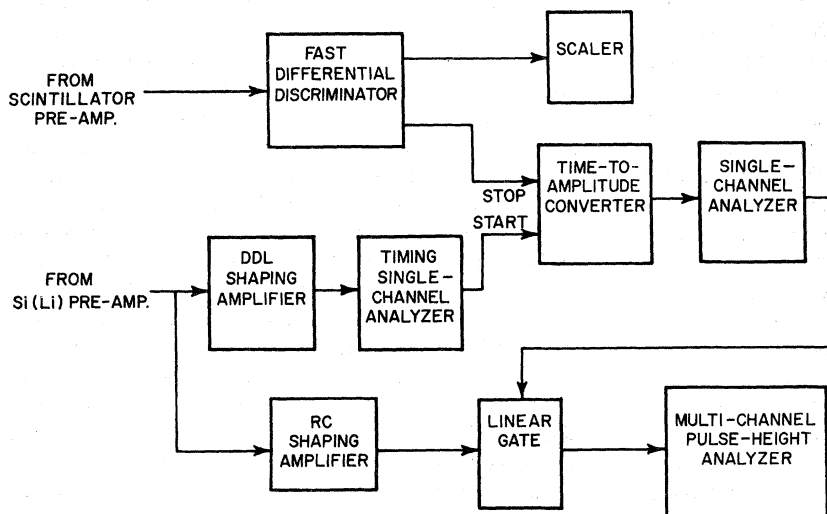 FROM
SCINTILLATOR
PRE-AMP.
FAST
DIFFERENTIAL
DISCRIMINATOR
SCALER
STOP
START
TIME-TO-
AMPLITUDE
CONVERTER
SINGLE-
CHANNEL
ANALYZER
FROM
Si(Li) PRE-AMP.
DDL
SHAPING
AMPLIFIER
TIMING
SINGLE-
CHANNEL
ANALYZER
RC
SHAPING
AMPLIFIER
LINEAR
GATE
MULTI-CHANNEL
PULSE-HEIGHT
ANALYZER